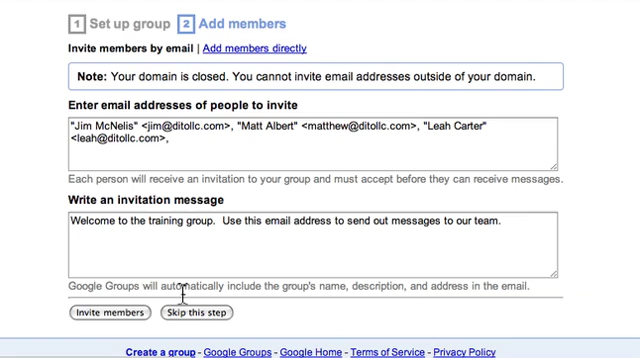 1 Set up group 2 Add members
Invite members by email | Add members directly
Note: Your domain is closed. You cannot invite email addresses outside of your domain.
Enter email addresses of people to invite
"Jim McNelis" <jim@ditollc.com>, "Matt Albert" <matthew@ditollc.com>, "Leah Carter"
<leah@ditollc.com>,
Each person will receive an invitation to your group and must accept before they can receive messages.
Write an invitation message
Welcome to the training group. Use this email address to send out messages to our team.
Google Groups will automatically include the group's name, description, and address in the email.
Invite members Skip this step
Create a group - Google Groups - Google Home - Terms of Service - Privacy Policy